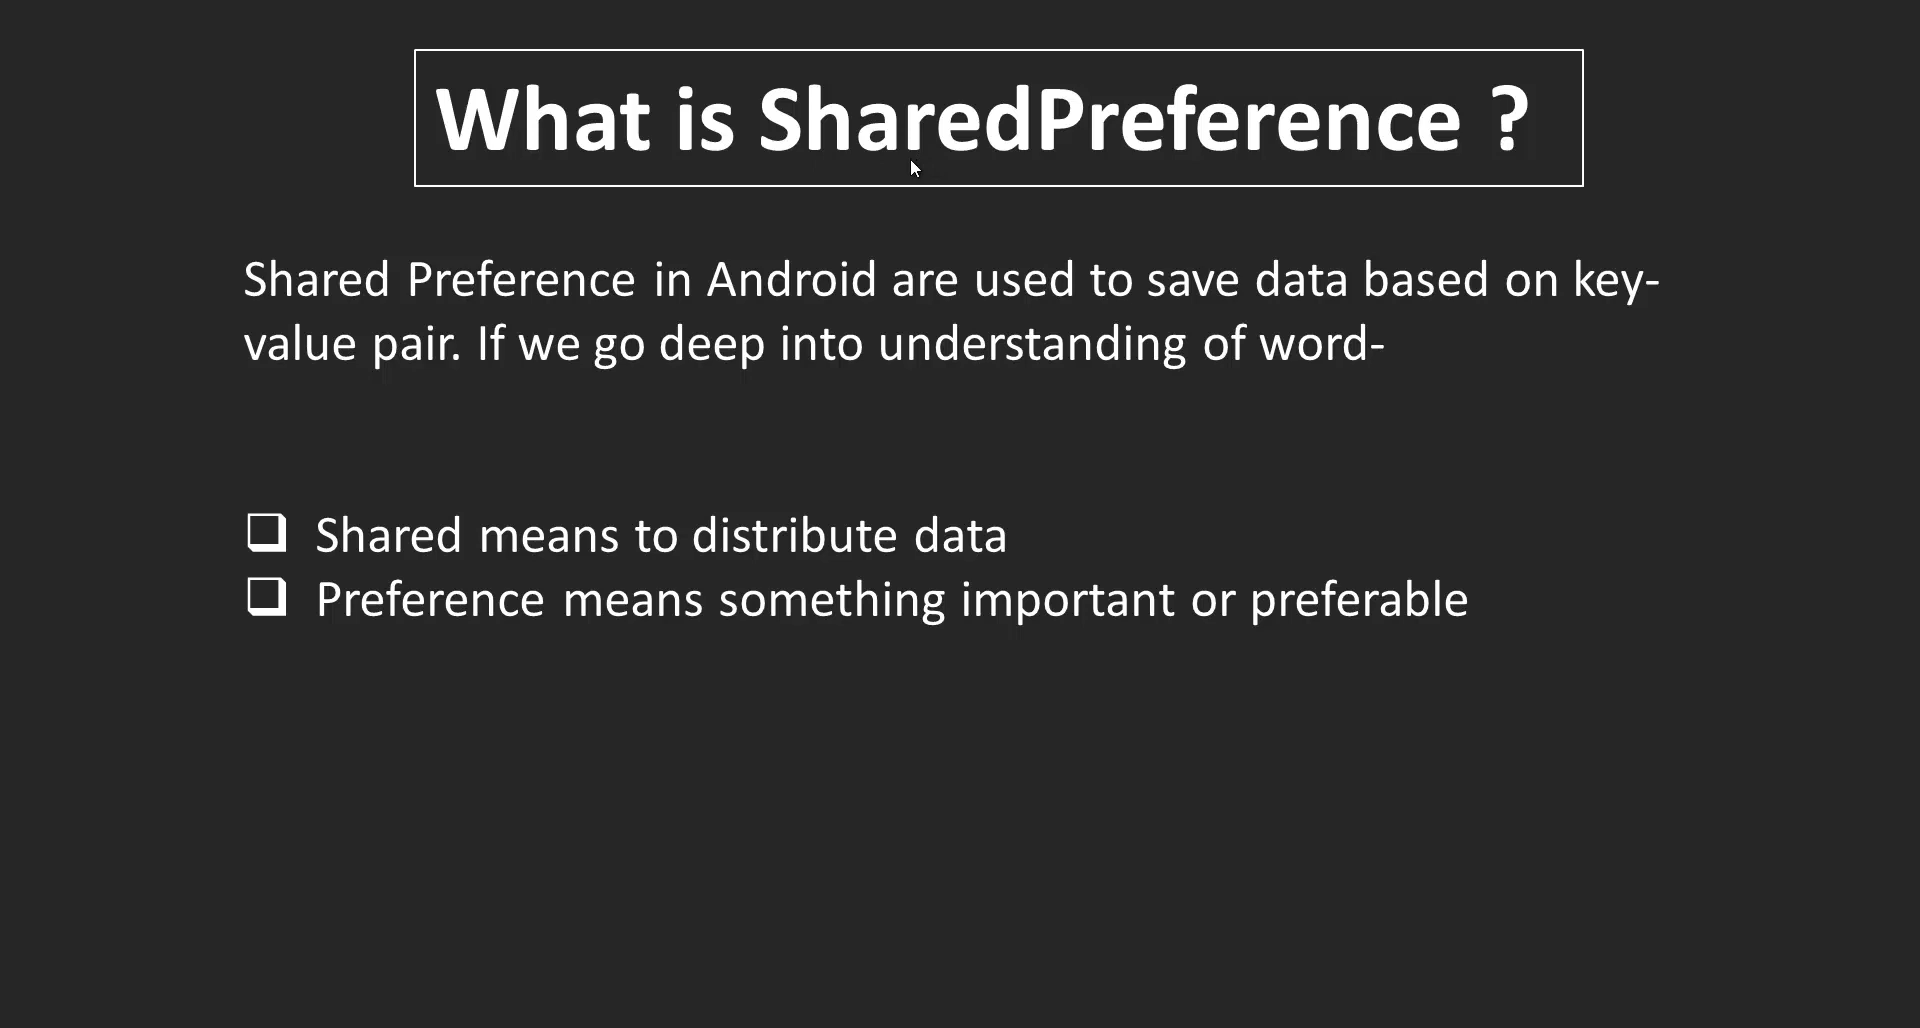 What is SharedPreference ?
Shared Preference in Android are used to save data based on key-
value pair. If we go deep into understanding of word-
❑ Shared means to distribute data
❑ Preference means something important or preferable